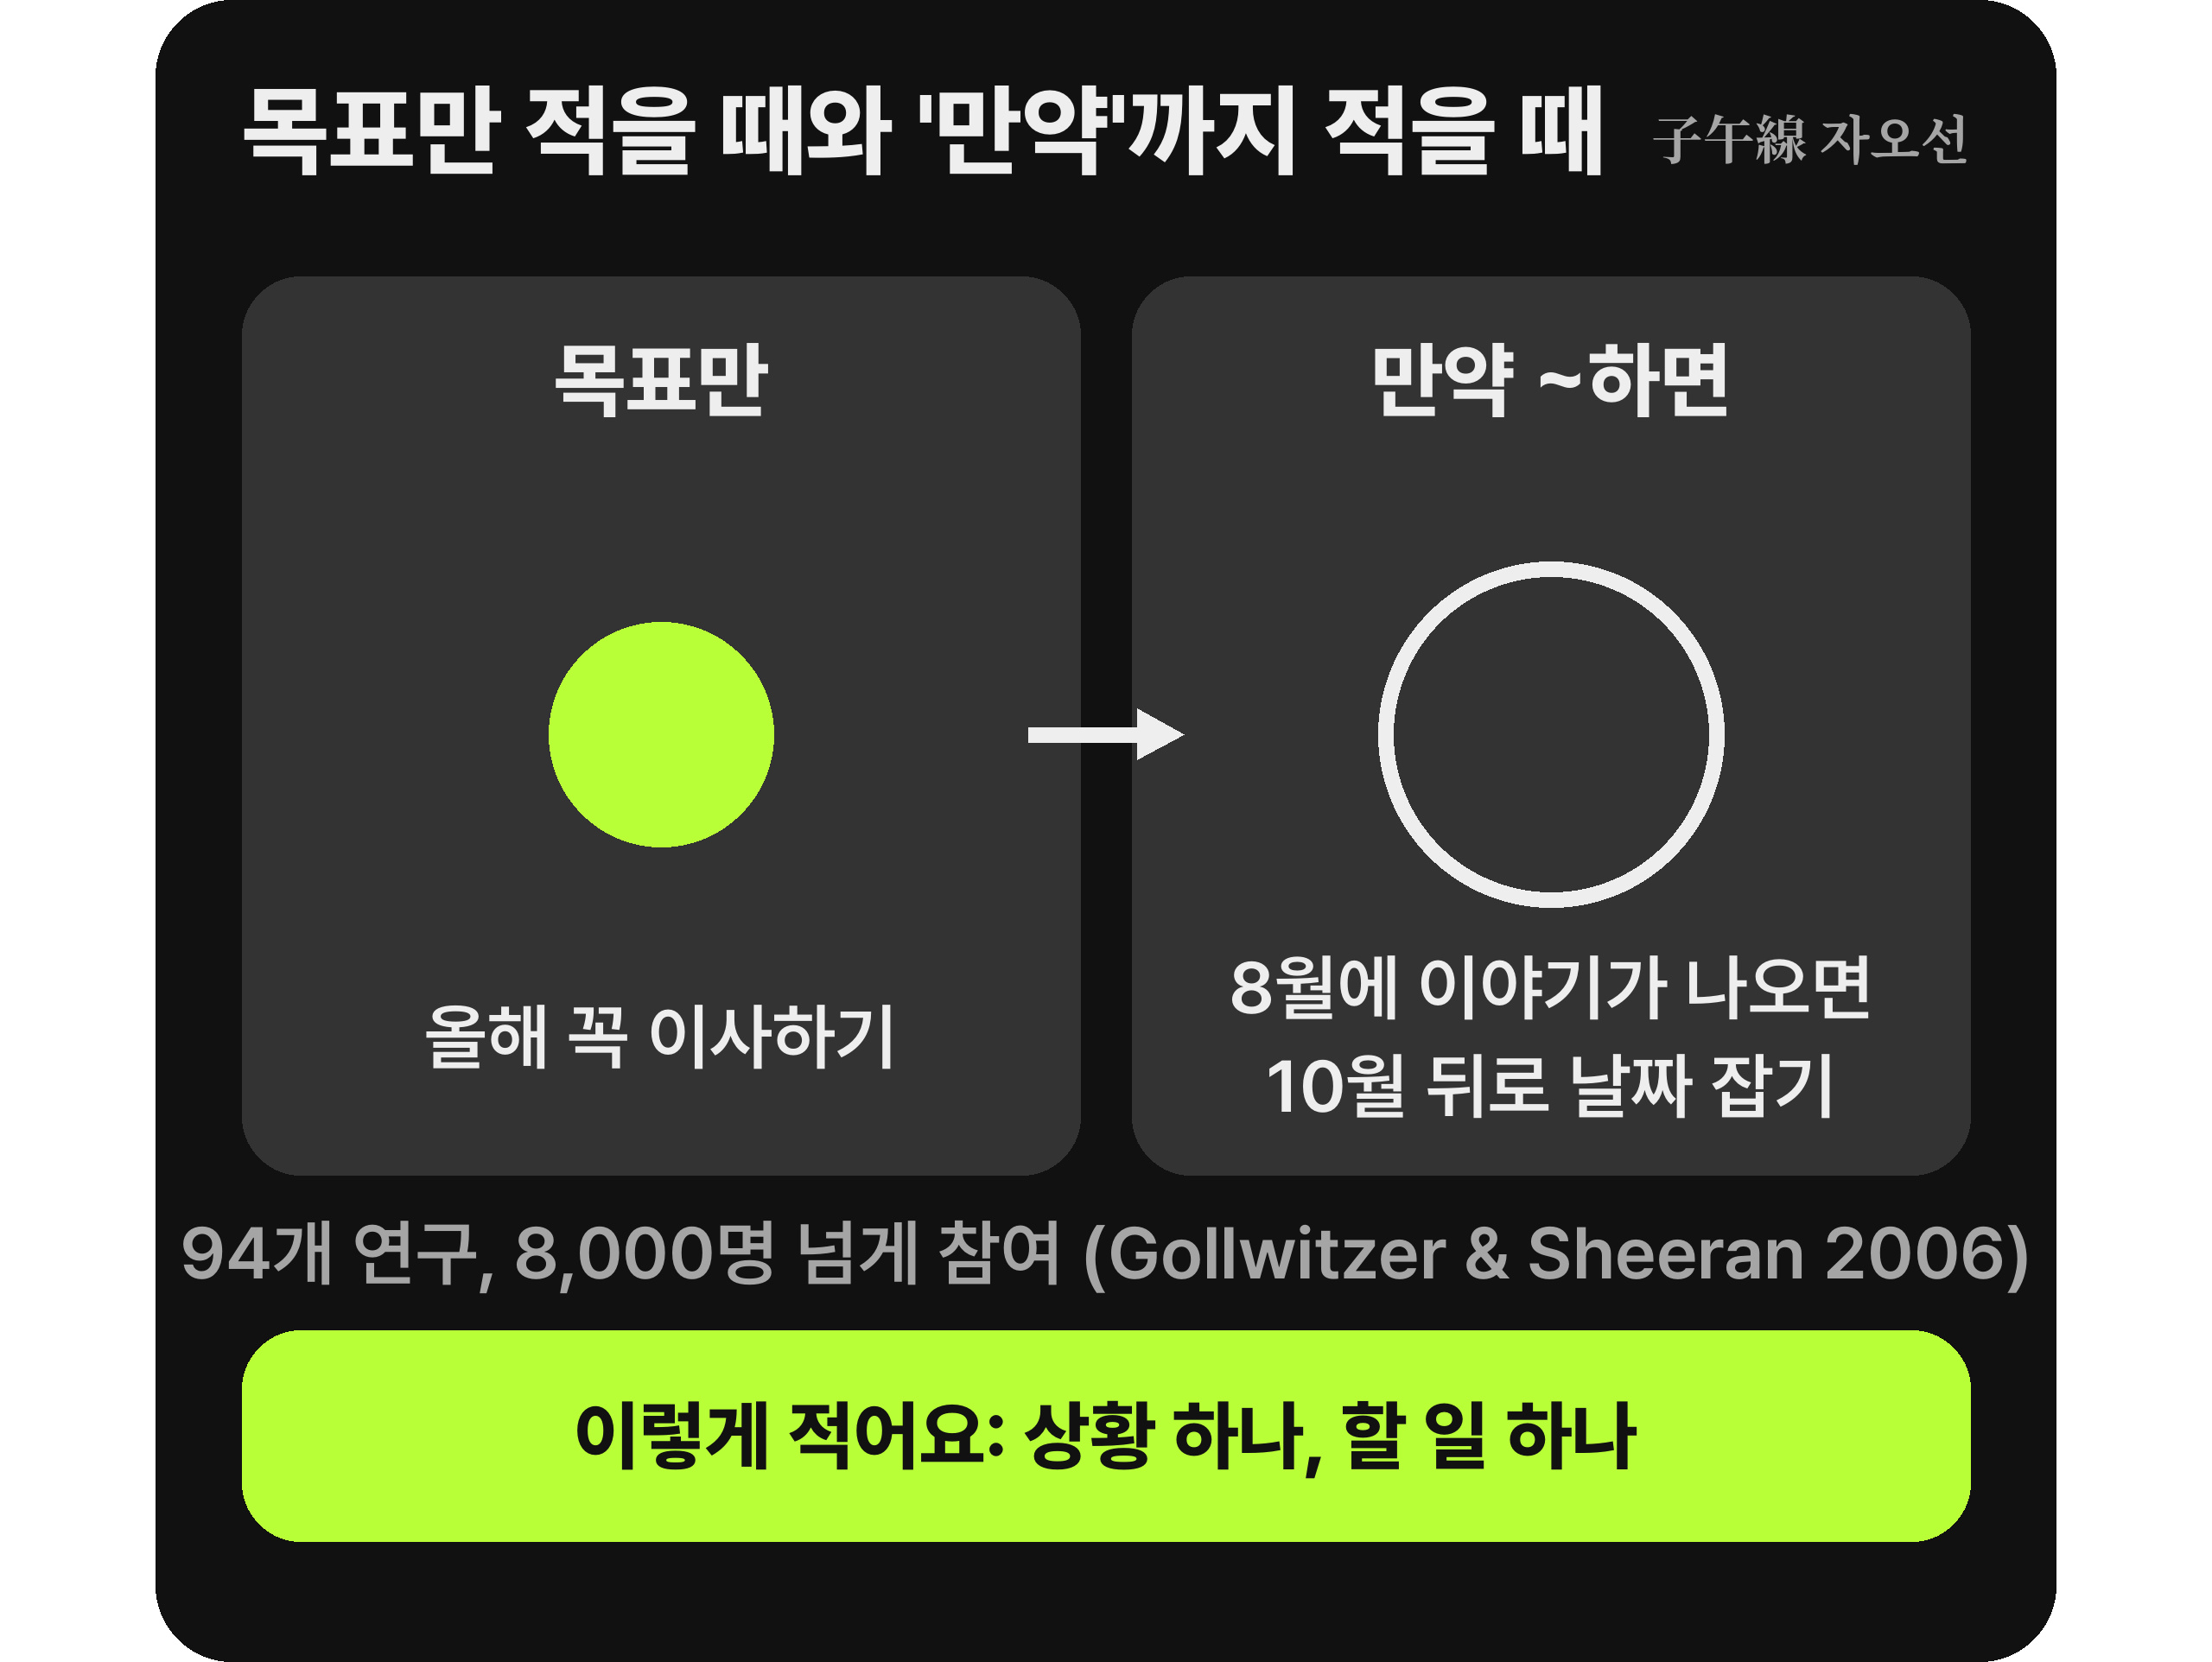 목표만 적을 때와 '만약'까지 적을 때
子午線 자오선
목표만
만약 ~하면
올해 꼭 이사하기
8월에 이야기가 나오면
10월 뒤로 날짜 잡기
94개 연구, 8,000명 넘게 참여 (Gollwitzer & Sheeran 2006)
이렇게 적어요: 상황 하나, 할 일 하나